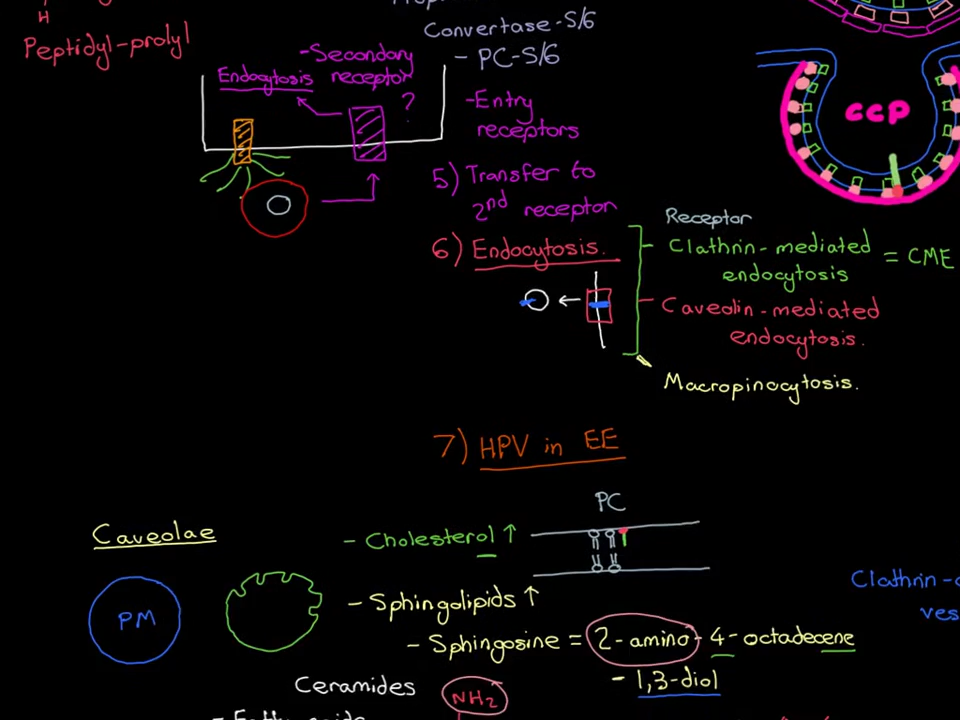 H
Peptidyl-prolyl
Convertase-S/6
- PC-S/6
-Secondary
receptor
Endocytosis
?
-Entry
receptors
ccp
5) Transfer to
2nd receptor
6) Endocytosis.
Receptor
Clathrin-mediated
endocytosis
= CME
Caveolin-mediated
endocytosis.
Macropinocytosis.
7) HPV in EE
PC
Caveolae
PM
- Cholesterol ↑
- Sphingolipids ↑
- Sphingosine = 2-amino-4-octadecene
- 1,3-diol
Clathrin-
Ceramides
NH2